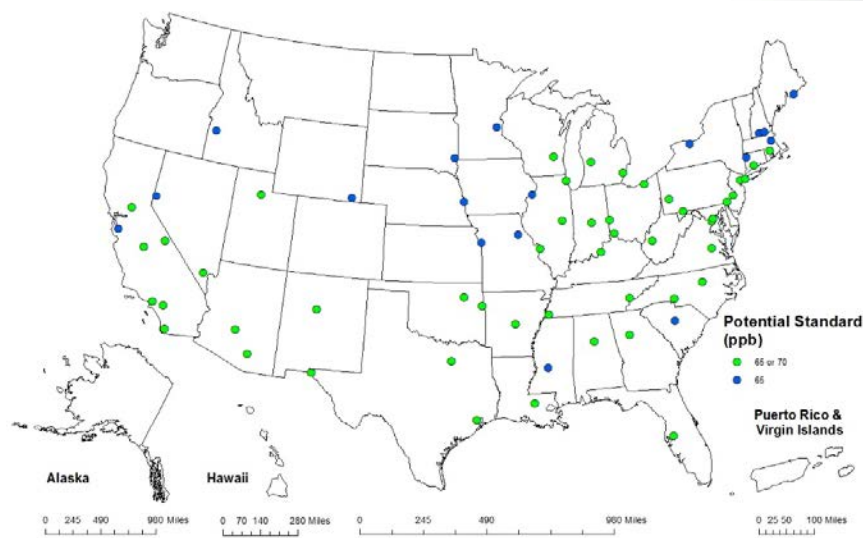 Potential Standard
(ppb)
65 or 70
65
Puerto Rico &
Virgin Islands
Alaska
Hawaii
0 245 490 980 Miles
0 70 140 280 Miles
0 245 490 960 Miles
0 25 50 100 Miles